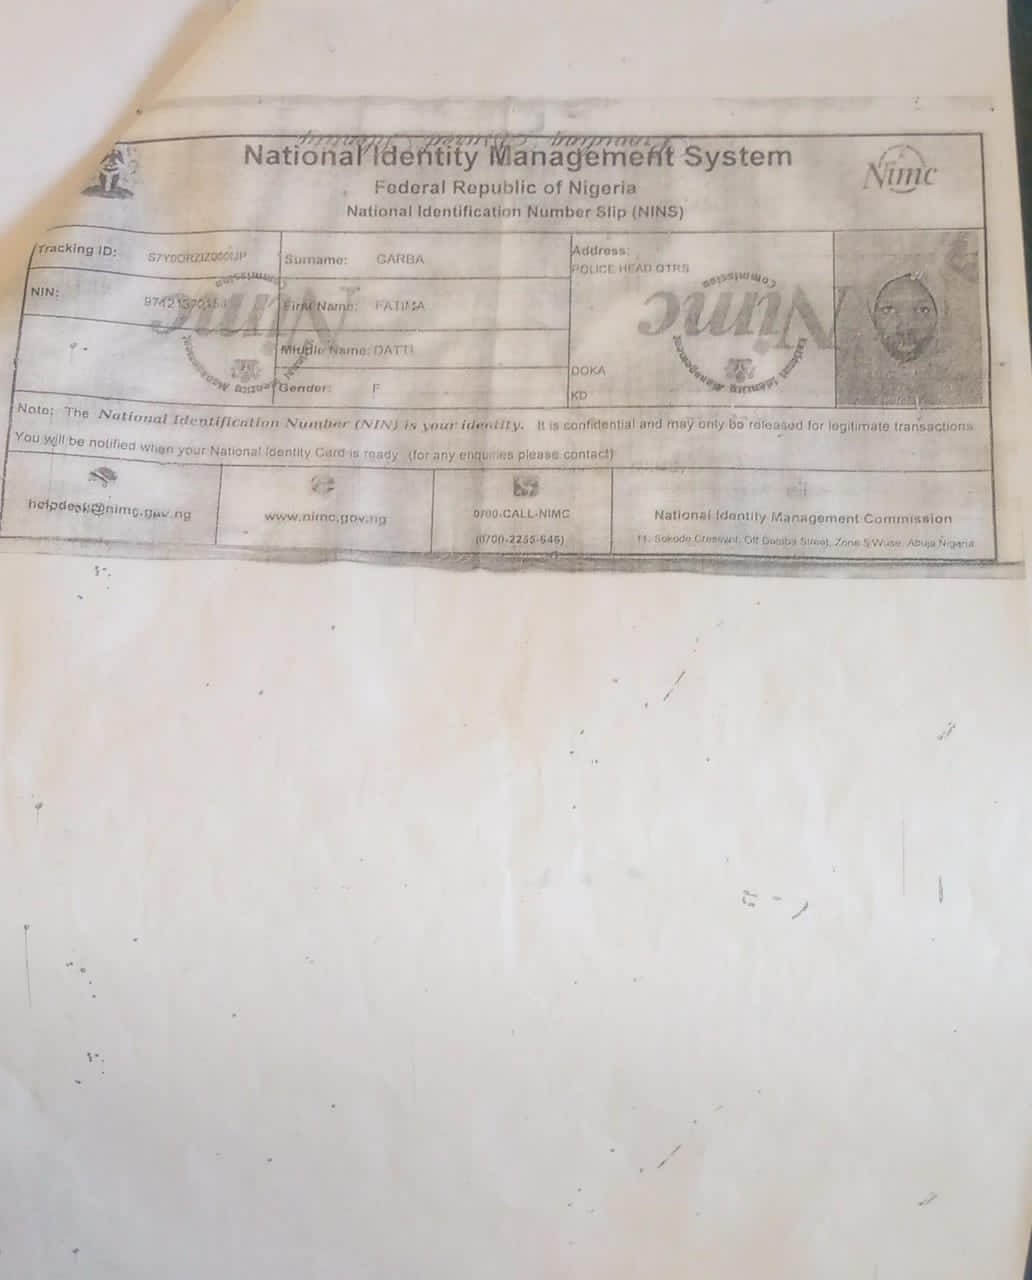 National Identity Management System
Federal Republic of Nigeria
National Identification Number Slip (NINS)
Nimc
Tracking ID:
Surname: GARBA
Address:
POLICE HEAD QTRS
NIN:
First Name: FATIMA
Middle Name: DATTI
DOKA
Gender: F
KD
Note: The National Identification Number (NIN) is your identity. It is confidential and may only be released for legitimate transactions.
You will be notified when your National Identity Card is ready (for any enquiries please contact)
helpdesk@nimc.gov.ng
www.nimc.gov.ng
0700-CALL-NIMC
(0700-2255-646)
National Identity Management Commission
11, Sokode Crescent, Off Dalaba Street, Zone 5 Wuse, Abuja Nigeria